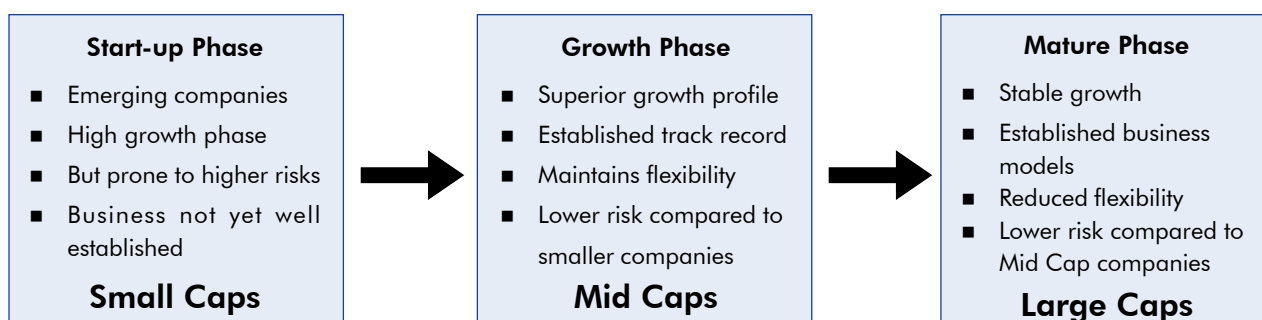 Start-up Phase
■ Emerging companies
■ High growth phase
■ But prone to higher risks
■ Business not yet well
established
Small Caps
Growth Phase
■ Superior growth profile
■ Established track record
■ Maintains flexibility
■ Lower risk compared to
smaller companies
Mid Caps
Mature Phase
■ Stable growth
■ Established business
models
■ Reduced flexibility
■ Lower risk compared to
Mid Cap companies
Large Caps